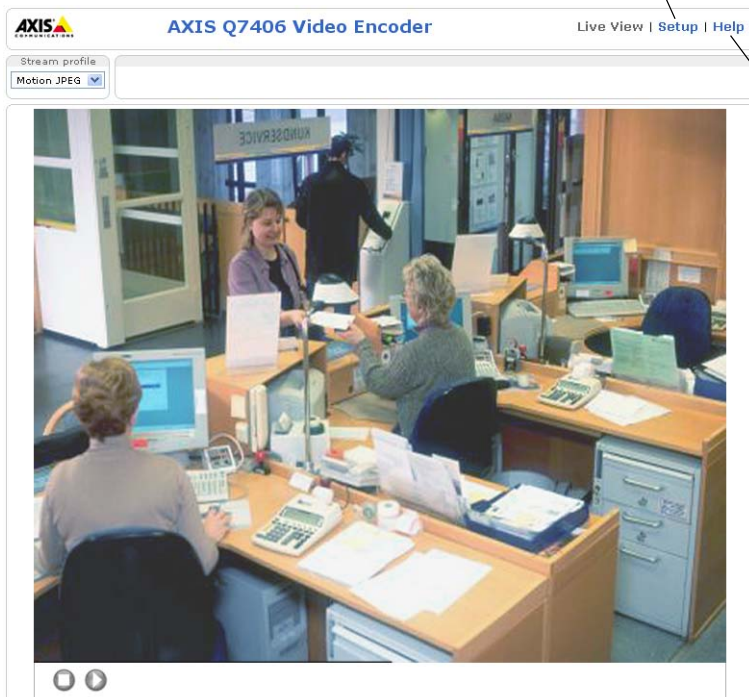 AXIS
COMMUNICATIONS
AXIS Q7406 Video Encoder
Live View | Setup | Help
Stream profile
Motion JPEG
KUNDSERVICE